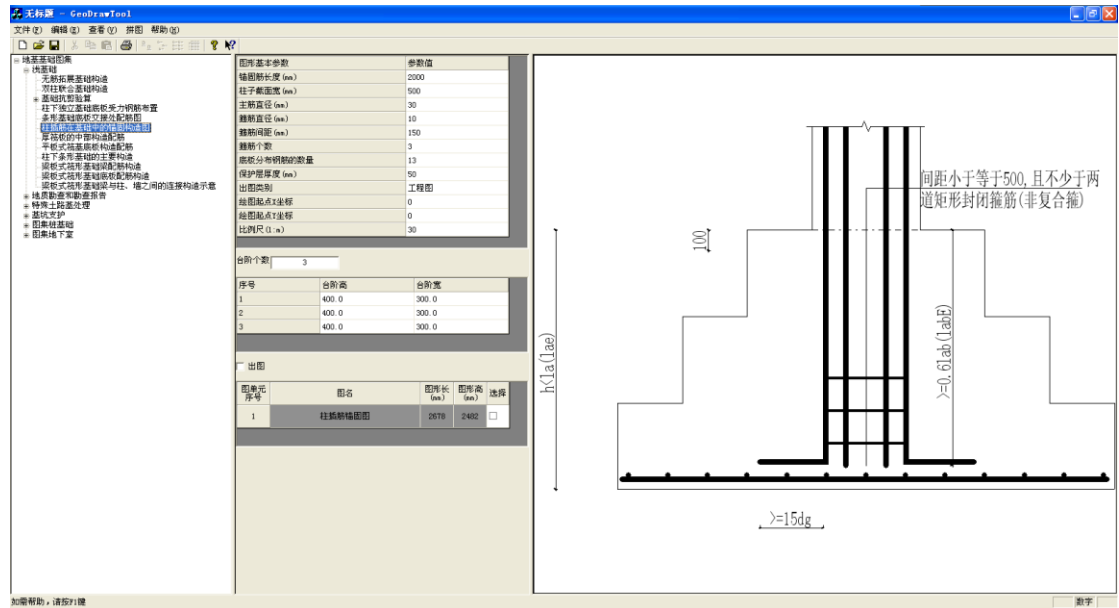 无标题 - GeoDrawTool
文件(F) 编辑(E) 查看(V) 拼图 帮助(H)
地基基础图集
浅基础
无筋拓展基础构造
双柱联合基础构造
基础抗剪验算
柱下独立基础底板受力钢筋布置
条形基础底板交接处配筋图
柱插筋在基础中的锚固构造图
厚筏板的中部构造配筋
平板式筏基底板构造配筋
柱下条形基础的主要构造
梁板式筏形基础梁配筋构造
梁板式筏形基础底板配筋构造
梁板式筏形基础梁与柱、墙之间的连接构造示意
地质勘查和勘查报告
特殊土路基处理
基坑支护
图集桩基础
图集地下室
图形基本参数 参数值
锚固筋长度(mm) 2000
柱子截面宽(mm) 500
主筋直径(mm) 30
箍筋直径(mm) 10
箍筋间距(mm) 150
箍筋个数 3
底板分布钢筋的数量 13
保护层厚度(mm) 50
出图类别 工程图
绘图起点X坐标 0
绘图起点Y坐标 0
比例尺(1:m) 30
台阶个数 3
序号 台阶高 台阶宽
1 400.0 300.0
2 400.0 300.0
3 400.0 300.0
出图
图单元序号 图名 图形长(mm) 图形高(mm) 选择
1 柱插筋锚固图 2678 2482
间距小于等于500,且不少于两
道矩形封闭箍筋(非复合箍)
100
h<la(lae)
>=0.6lab(labE)
>=15dg
如需帮助，请按F1键
数字